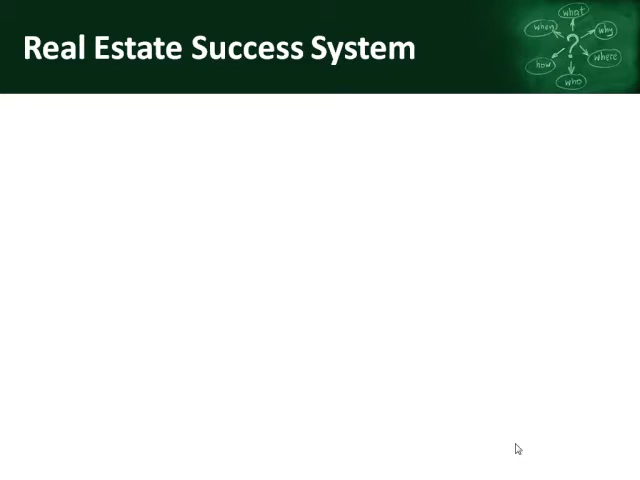 Real Estate Success System
what
when
why
where
how
who
?